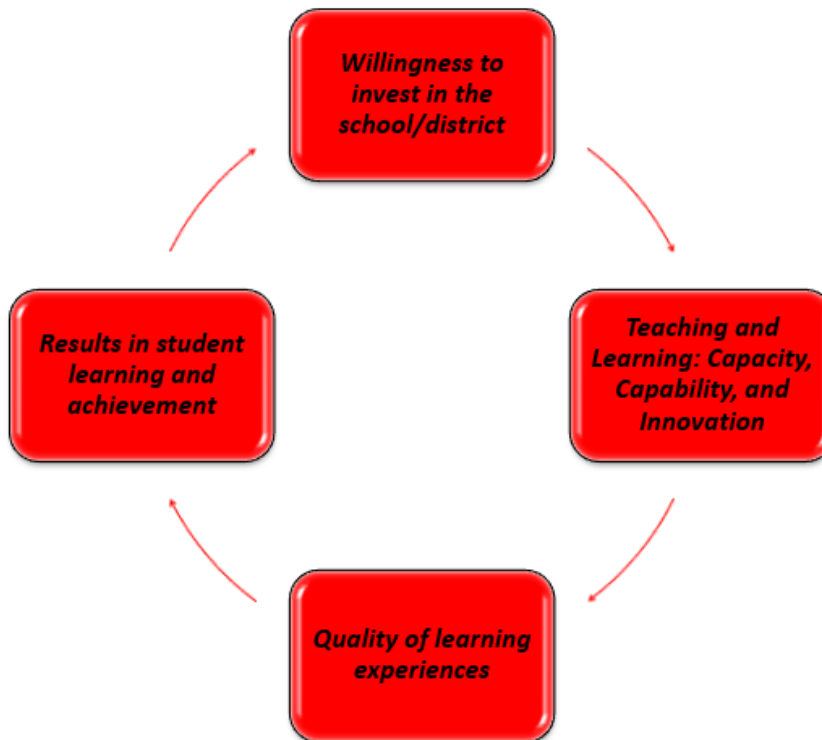 Willingness to
invest in the
school/district
Teaching and
Learning: Capacity,
Capability, and
Innovation
Quality of learning
experiences
Results in student
learning and
achievement